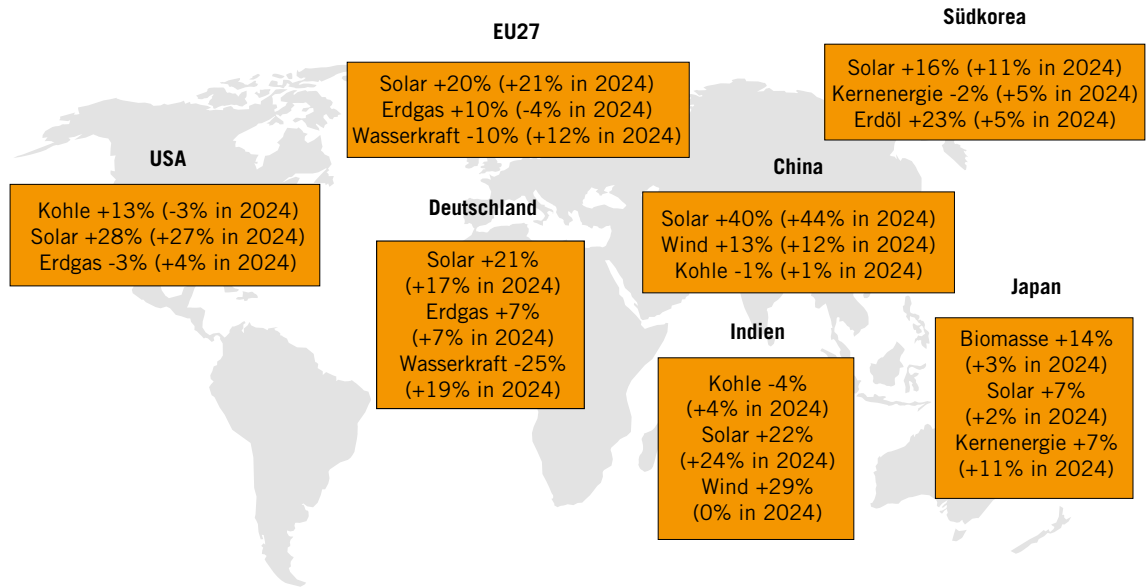 Südkorea
Solar +16% (+11% in 2024)
Kernenergie -2% (+5% in 2024)
Erdöl +23% (+5% in 2024)
EU27
Solar +20% (+21% in 2024)
Erdgas +10% (-4% in 2024)
Wasserkraft -10% (+12% in 2024)
USA
Kohle +13% (-3% in 2024)
Solar +28% (+27% in 2024)
Erdgas -3% (+4% in 2024)
China
Solar +40% (+44% in 2024)
Wind +13% (+12% in 2024)
Kohle -1% (+1% in 2024)
Deutschland
Solar +21%
(+17% in 2024)
Erdgas +7%
(+7% in 2024)
Wasserkraft -25%
(+19% in 2024)
Japan
Biomasse +14%
(+3% in 2024)
Solar +7%
(+2% in 2024)
Kernenergie +7%
(+11% in 2024)
Indien
Kohle -4%
(+4% in 2024)
Solar +22%
(+24% in 2024)
Wind +29%
(0% in 2024)